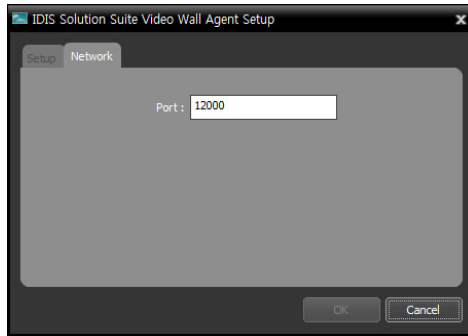 IDIS Solution Suite Video Wall Agent Setup
Setup Network
Port : 12000
OK Cancel